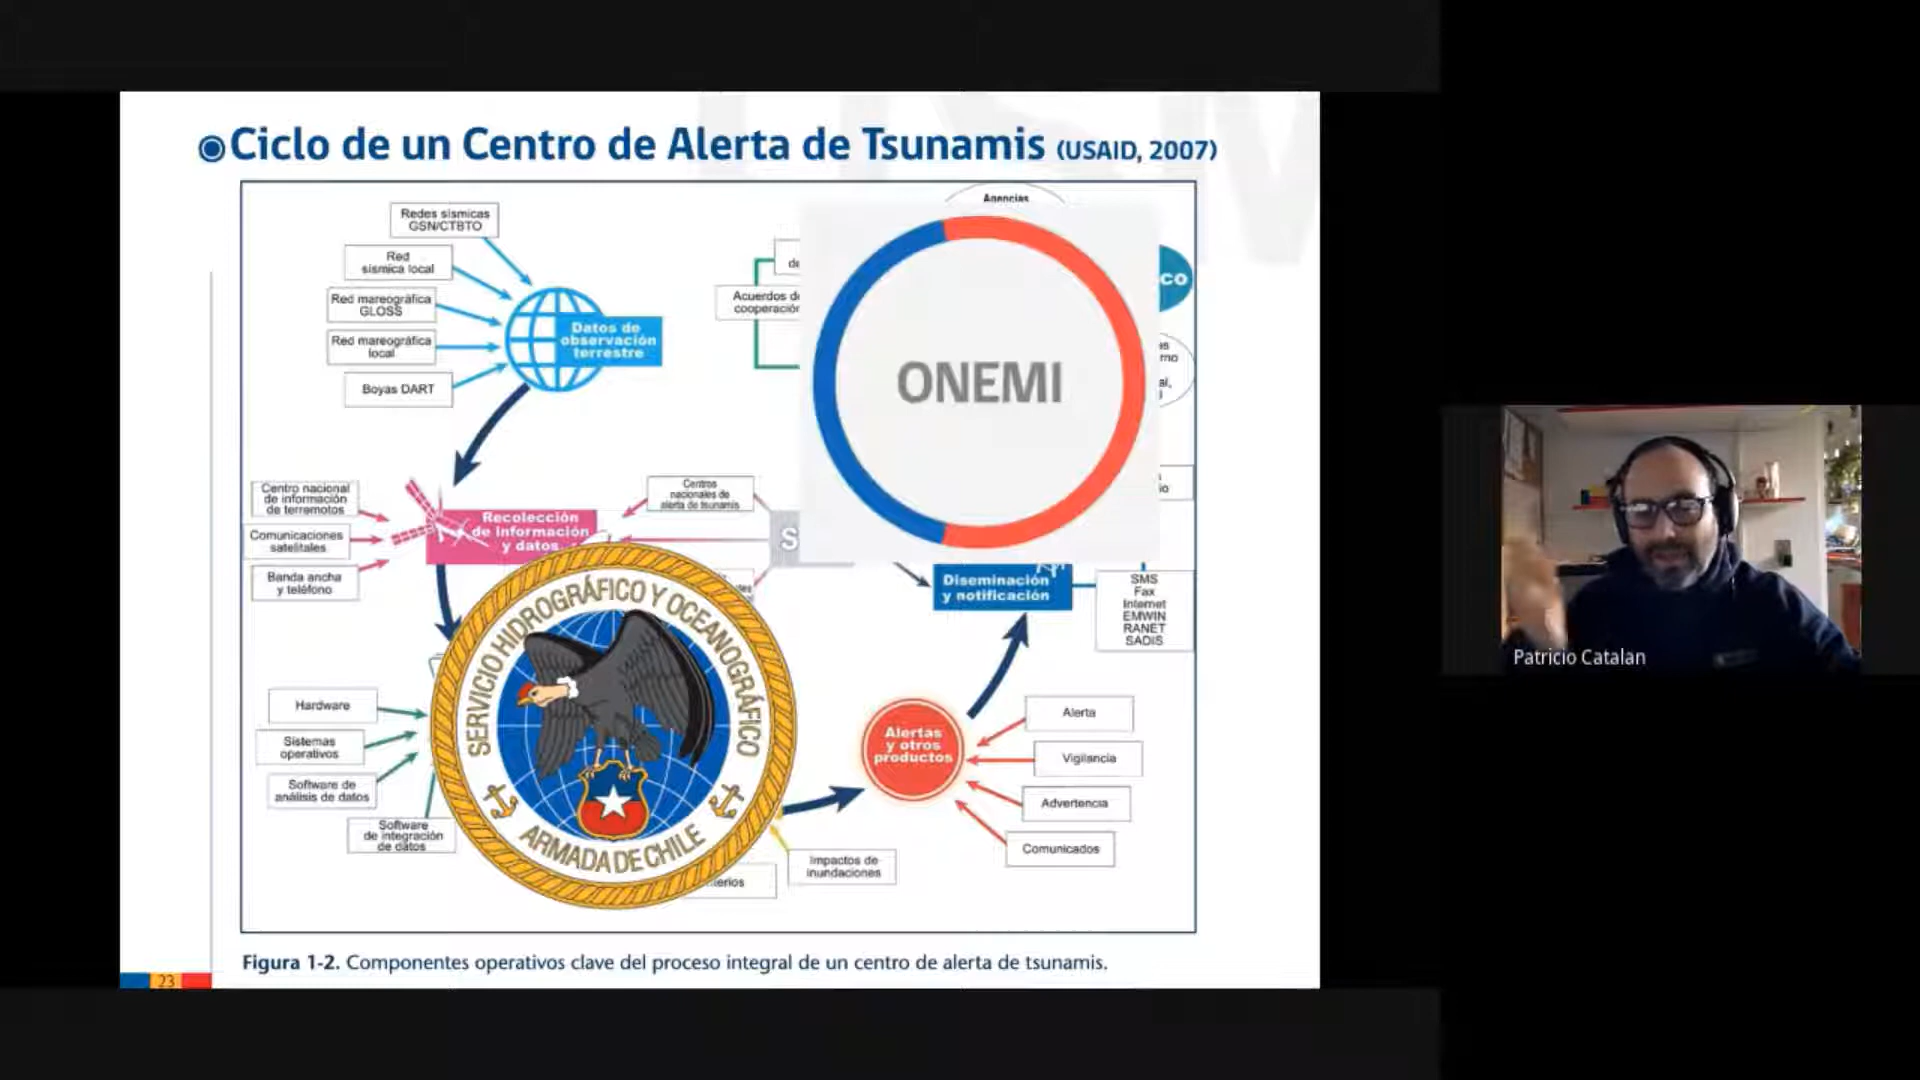 Ciclo de un Centro de Alerta de Tsunamis (USAID, 2007)
Agencias
Redes sísmicas
GSN/CTBTO
Red
sísmica local
Red mareográfica
GLOSS
Red mareográfica
local
Boyas DART
Datos de
observación
terrestre
Acuerdos de
cooperación
ONEMI
co
Centro nacional
de información
de terremotos
Comunicaciones
satelitales
Banda ancha
y teléfono
Recolección
de información
y datos
Centros
nacionales de
alerta de tsunamis
S
Diseminación
y notificación
SMS
Fax
Internet
EMWIN
RANET
SADIS
SERVICIO HIDROGRÁFICO Y OCEANOGRÁFICO
ARMADA DE CHILE
Hardware
Sistemas
operativos
Software de
análisis de datos
Software
de integración
de datos
Alertas
y otros
productos
Alerta
Vigilancia
Advertencia
Comunicados
Impactos de
inundaciones
Figura 1-2. Componentes operativos clave del proceso integral de un centro de alerta de tsunamis.
23
Patricio Catalan